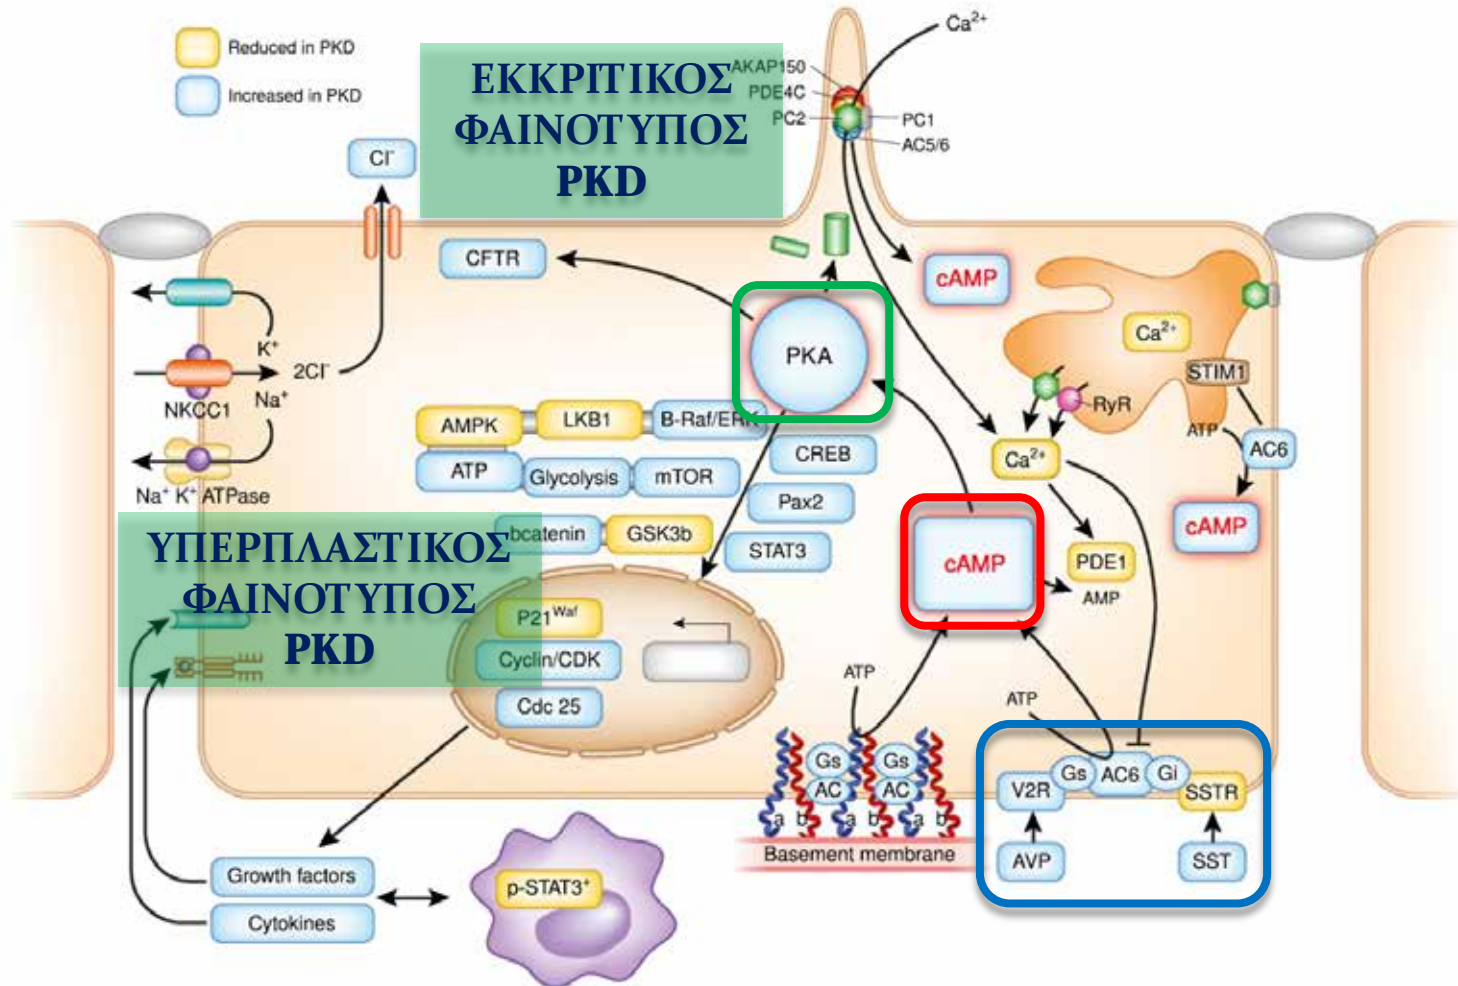 Reduced in PKD
Increased in PKD
ΕΚΚΡΙΤΙΚΟΣ
ΦΑΙΝΟΤΥΠΟΣ
PKD
Ca²⁺
AKAP150
PDE4C
PC2
PC1
AC5/6
Cl⁻
CFTR
cAMP
PKA
Ca²⁺
STIM1
RyR
ATP
AC6
cAMP
K⁺
2Cl⁻
Na⁺
NKCC1
Na⁺ K⁺ ATPase
AMPK
LKB1
B-Raf/ERK
ATP
Glycolysis
mTOR
CREB
Pax2
STAT3
bcatenin
GSK3b
Ca²⁺
cAMP
PDE1
AMP
ΥΠΕΡΠΛΑΣΤΙΚΟΣ
ΦΑΙΝΟΤΥΠΟΣ
PKD
P21ᵂᵃᶠ
Cyclin/CDK
Cdc 25
ATP
ATP
Gs
Gs
AC
AC
a b a b a b
Basement membrane
V2R
Gs
AC6
Gi
SSTR
AVP
SST
Growth factors
Cytokines
p-STAT3⁺